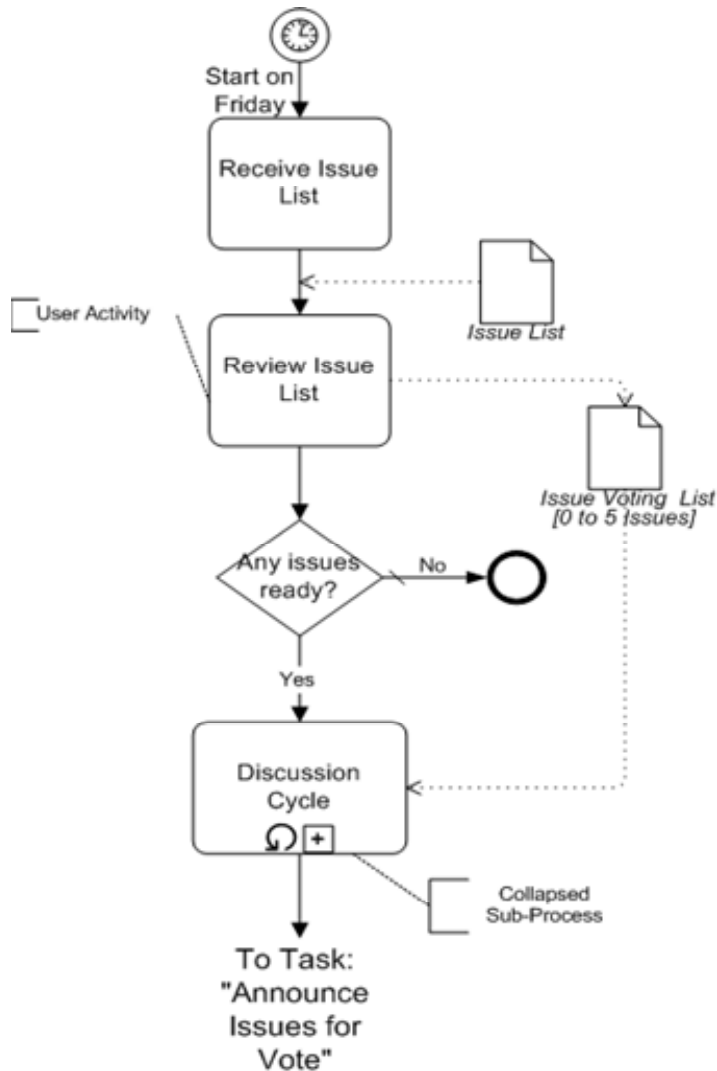 Start on
Friday
Receive Issue
List
Issue List
User Activity
Review Issue
List
Issue Voting List
[0 to 5 Issues]
Any issues
ready?
No
Yes
Discussion
Cycle
+
Collapsed
Sub-Process
To Task:
"Announce
Issues for
Vote"